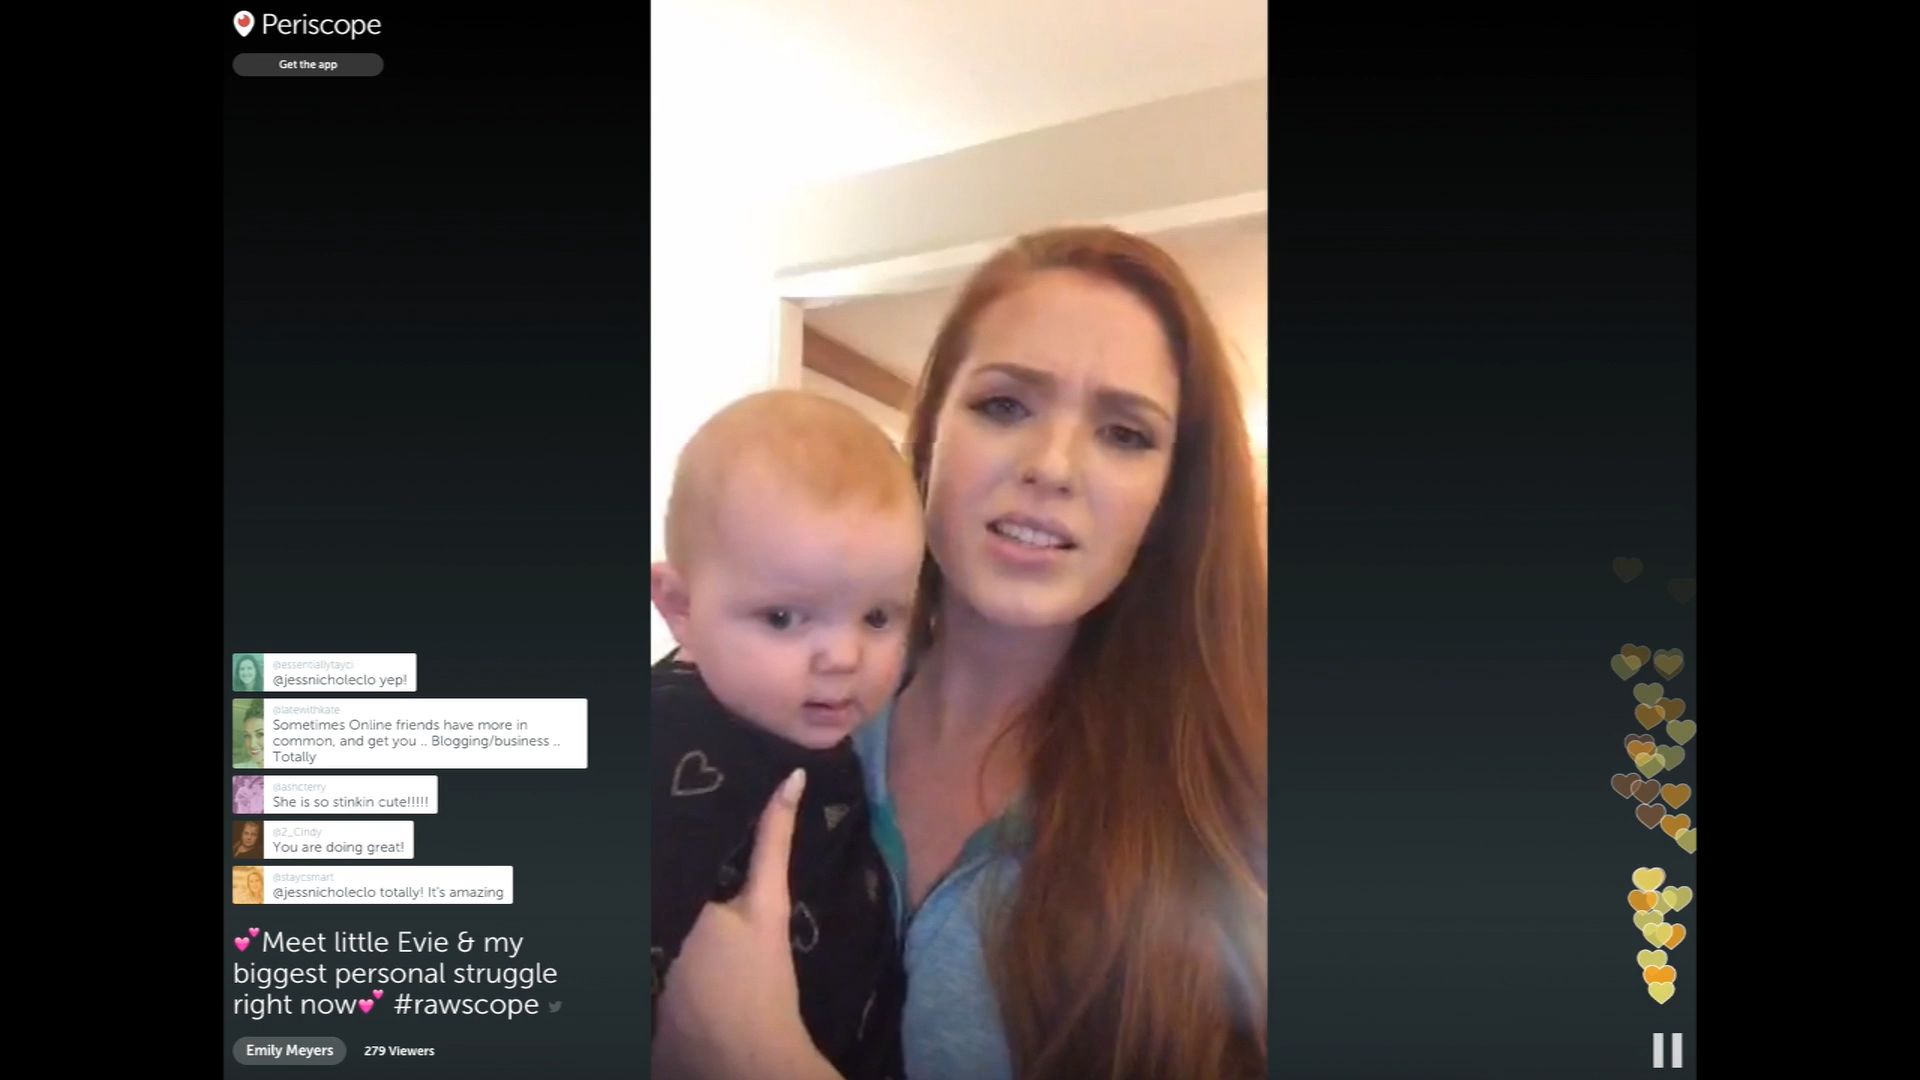 Periscope
Get the app
@essentiallytayci
@jessnicholeclo yep!
@latewithkate
Sometimes Online friends have more in
common, and get you .. Blogging/business ..
Totally
@ashcterry
She is so stinkin cute!!!!!
@2_Cindy
You are doing great!
@staycsmart
@jessnicholeclo totally! It's amazing
💕Meet little Evie & my
biggest personal struggle
right now💕 #rawscope
Emily Meyers
279 Viewers